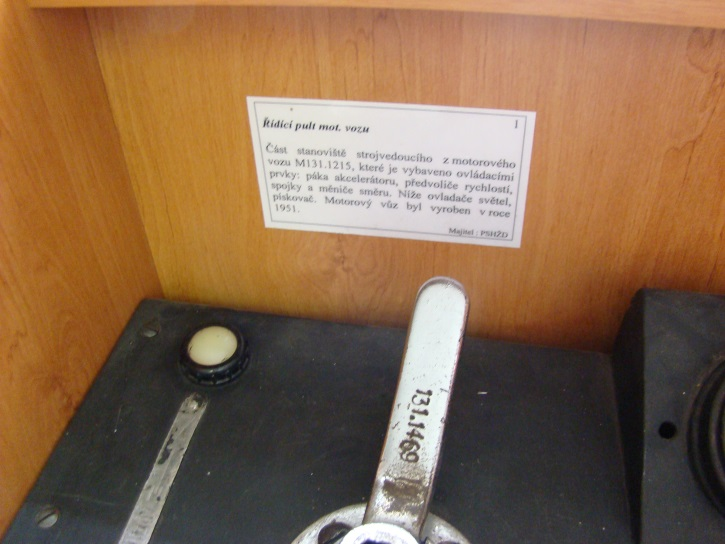 Řídící pult mot. vozu 1
Část stanoviště strojvedoucího z motorového
vozu M131.1215, které je vybaveno ovládacími
prvky: páka akcelerátoru, předvoliče rychlostí,
spojky a měniče směru. Níže ovladače světel,
pískovač. Motorový vůz byl vyroben v roce
1951.
Majitel : PSHŽD
131.1469